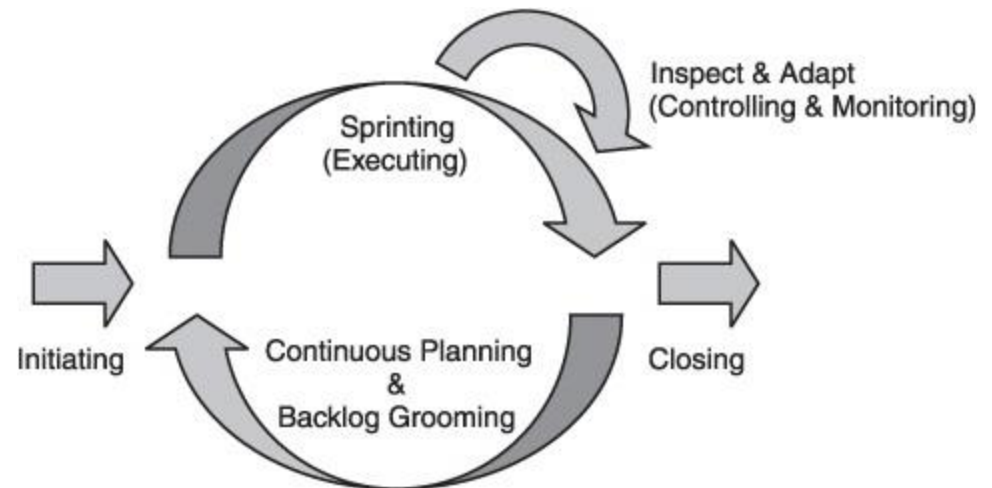 Inspect & Adapt
(Controlling & Monitoring)
Sprinting
(Executing)
Initiating
Continuous Planning
&
Backlog Grooming
Closing